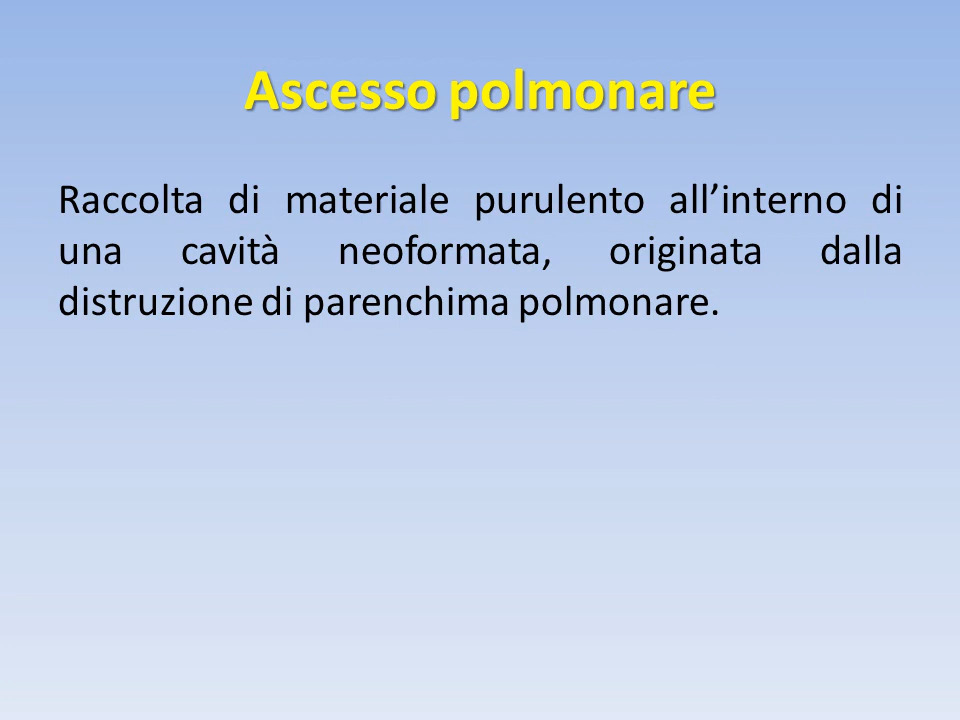 Ascesso polmonare
Raccolta di materiale purulento all’interno di
una cavità neoformata, originata dalla
distruzione di parenchima polmonare.